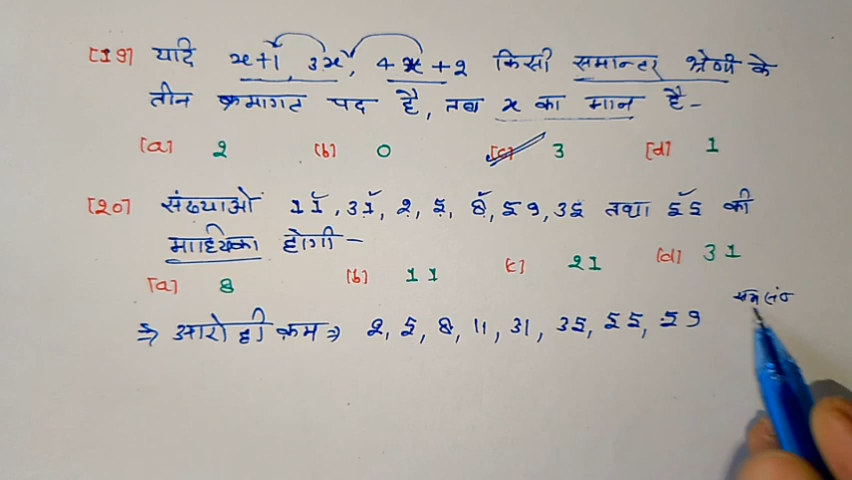 [19] यदि x+1, 3x, 4x+2 किसी समान्तर श्रेणी के
तीन क्रमागत पद है, तब x का मान है-
[a] 2 [b] 0 [c] 3 [d] 1
[20] संख्याओं 11, 31, 2, 5, 8, 59, 35 तथा 55 की
माध्यिका होगी-
[a] 8 [b] 11 [c] 21 [d] 31
⇒ आरोही क्रम ⇒ 2, 5, 8, 11, 31, 35, 55, 59